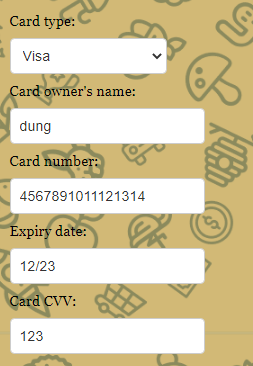 Card type:
Visa
Card owner's name:
dung
Card number:
4567891011121314
Expiry date:
12/23
Card CVV:
123